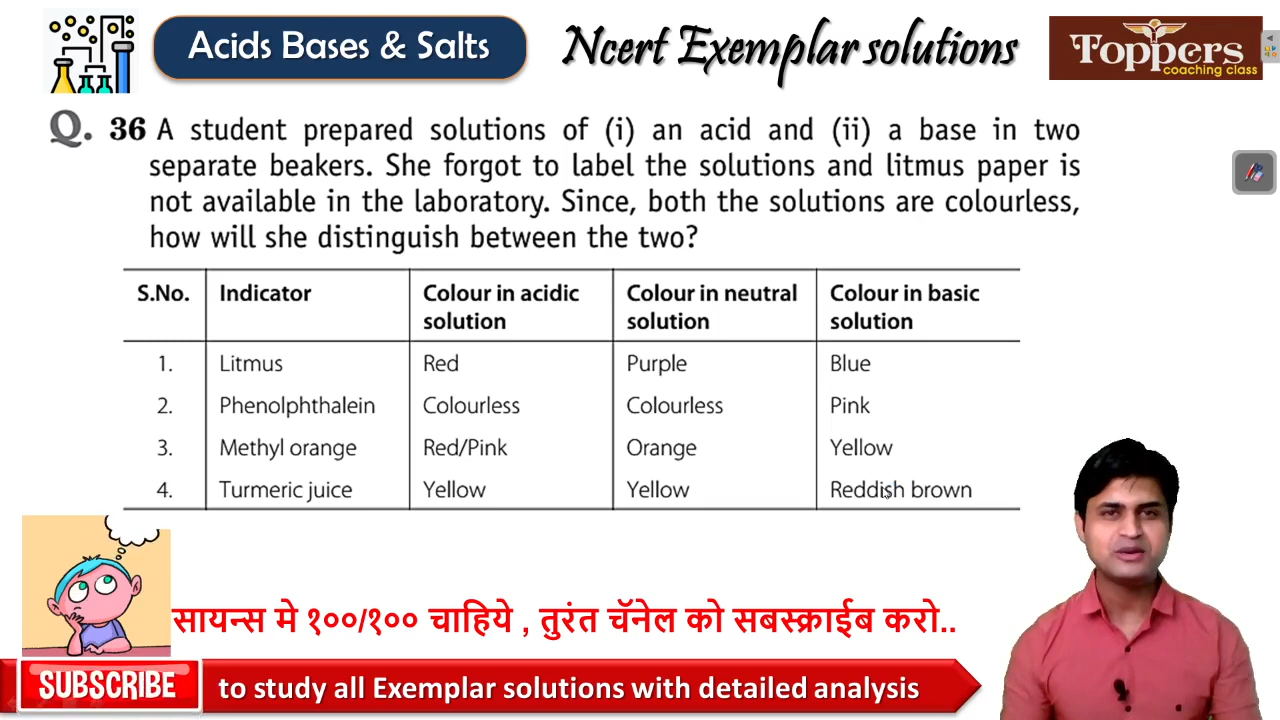 Acids Bases & Salts
Ncert Exemplar solutions
TOPPERS
coaching class
Q. 36 A student prepared solutions of (i) an acid and (ii) a base in two
separate beakers. She forgot to label the solutions and litmus paper is
not available in the laboratory. Since, both the solutions are colourless,
how will she distinguish between the two?
S.No. Indicator Colour in acidic solution Colour in neutral solution Colour in basic solution
1. Litmus Red Purple Blue
2. Phenolphthalein Colourless Colourless Pink
3. Methyl orange Red/Pink Orange Yellow
4. Turmeric juice Yellow Yellow Reddish brown
सायन्स मे १००/१०० चाहिये , तुरंत चॅनेल को सबस्क्राईब करो..
SUBSCRIBE to study all Exemplar solutions with detailed analysis